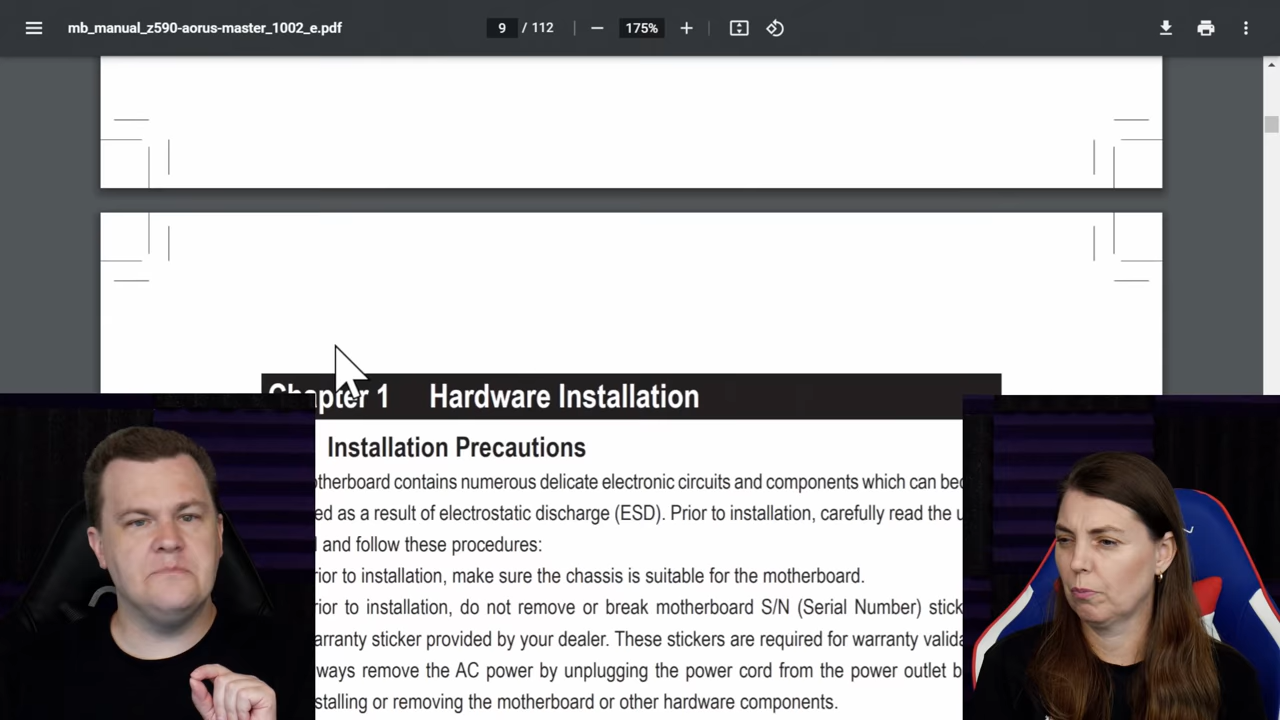 mb_manual_z590-aorus-master_1002_e.pdf
9 / 112
175%
Chapter 1 Hardware Installation
Installation Precautions
otherboard contains numerous delicate electronic circuits and components which can bec
ed as a result of electrostatic discharge (ESD). Prior to installation, carefully read the u
and follow these procedures:
rior to installation, make sure the chassis is suitable for the motherboard.
rior to installation, do not remove or break motherboard S/N (Serial Number) stick
arranty sticker provided by your dealer. These stickers are required for warranty valida
ways remove the AC power by unplugging the power cord from the power outlet b
stalling or removing the motherboard or other hardware components.